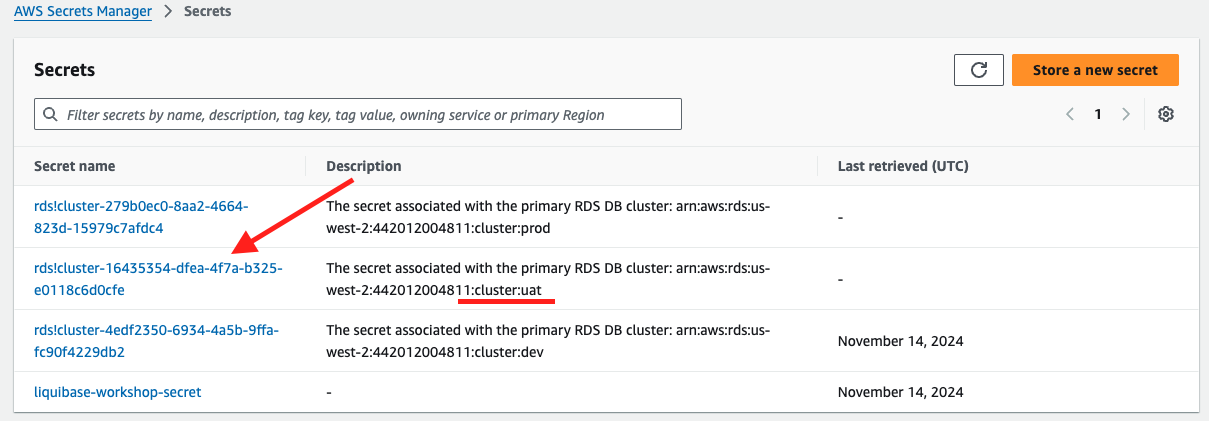 AWS Secrets Manager > Secrets
Secrets
Store a new secret
Filter secrets by name, description, tag key, tag value, owning service or primary Region
1
Secret name Description Last retrieved (UTC)
rds!cluster-279b0ec0-8aa2-4664-
823d-15979c7afdc4
The secret associated with the primary RDS DB cluster: arn:aws:rds:us-
west-2:442012004811:cluster:prod
-
rds!cluster-16435354-dfea-4f7a-b325-
e0118c6d0cfe
The secret associated with the primary RDS DB cluster: arn:aws:rds:us-
west-2:442012004811:cluster:uat
-
rds!cluster-4edf2350-6934-4a5b-9ffa-
fc90f4229db2
The secret associated with the primary RDS DB cluster: arn:aws:rds:us-
west-2:442012004811:cluster:dev
November 14, 2024
liquibase-workshop-secret
-
November 14, 2024